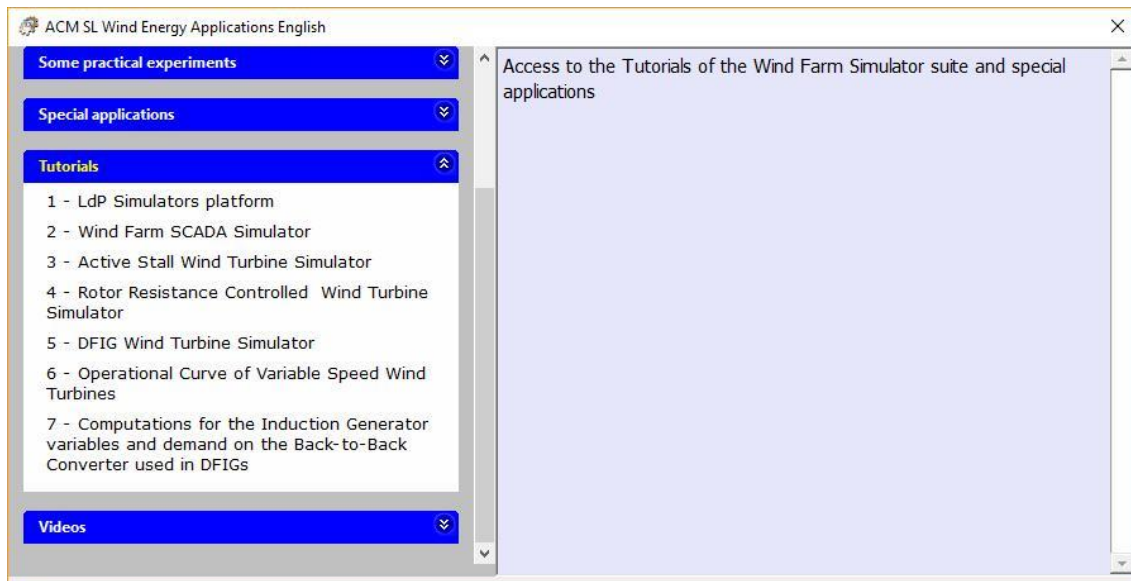 ACM SL Wind Energy Applications English
Some practical experiments
Special applications
Tutorials
1 - LdP Simulators platform
2 - Wind Farm SCADA Simulator
3 - Active Stall Wind Turbine Simulator
4 - Rotor Resistance Controlled  Wind Turbine
Simulator
5 - DFIG Wind Turbine Simulator
6 - Operational Curve of Variable Speed Wind
Turbines
7 - Computations for the Induction Generator
variables and demand on the Back-to-Back
Converter used in DFIGs
Videos
Access to the Tutorials of the Wind Farm Simulator suite and special
applications